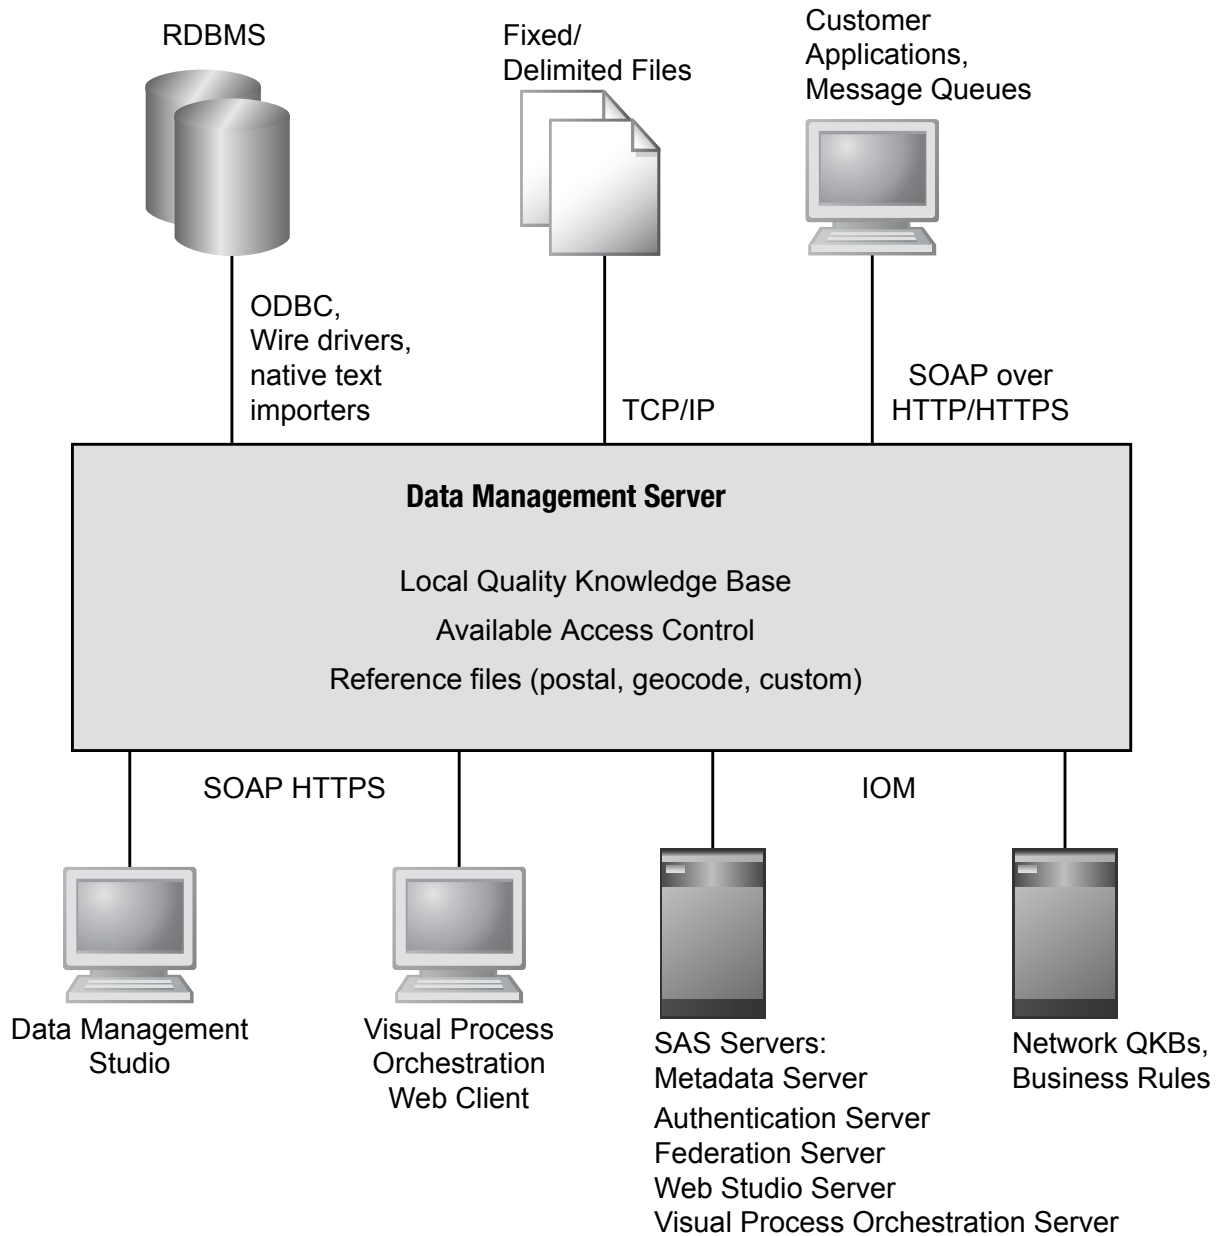 RDBMS
Fixed/
Delimited Files
Customer
Applications,
Message Queues
ODBC,
Wire drivers,
native text
importers
TCP/IP
SOAP over
HTTP/HTTPS
Data Management Server
Local Quality Knowledge Base
Available Access Control
Reference files (postal, geocode, custom)
SOAP HTTPS
IOM
Data Management
Studio
Visual Process
Orchestration
Web Client
SAS Servers:
Metadata Server
Authentication Server
Federation Server
Web Studio Server
Visual Process Orchestration Server
Network QKBs,
Business Rules